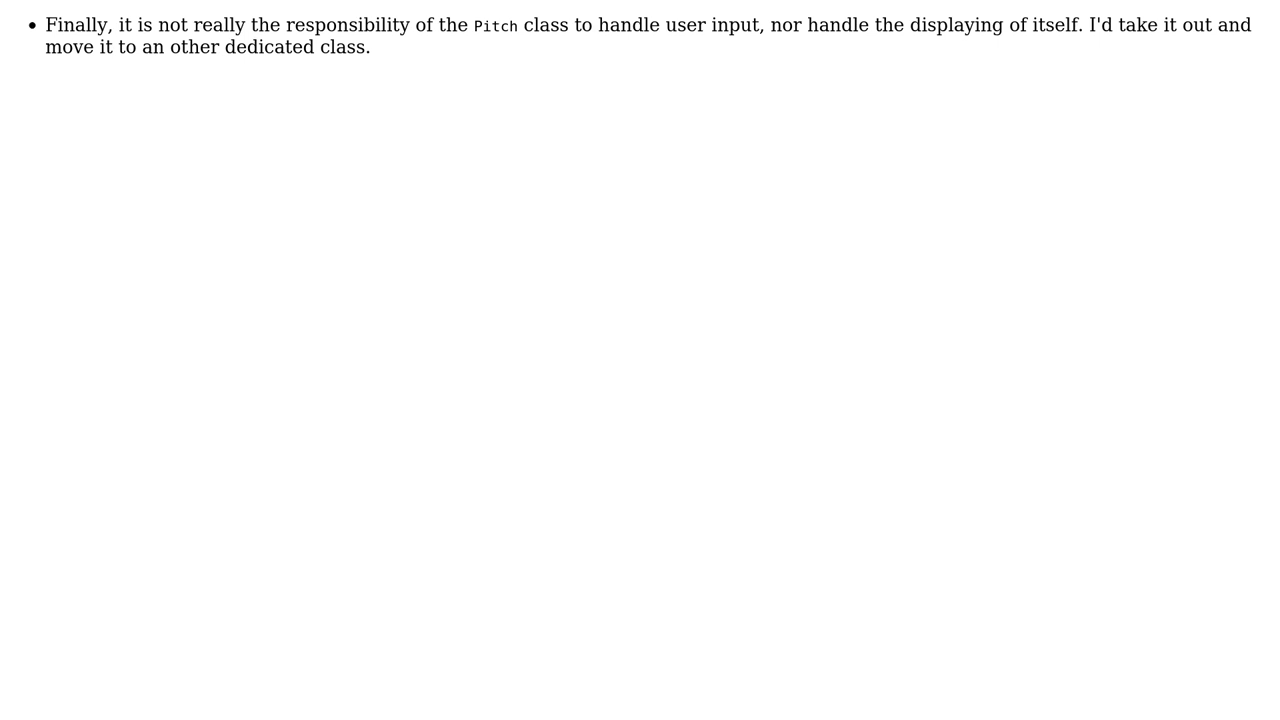 • Finally, it is not really the responsibility of the Pitch class to handle user input, nor handle the displaying of itself. I'd take it out and
move it to an other dedicated class.